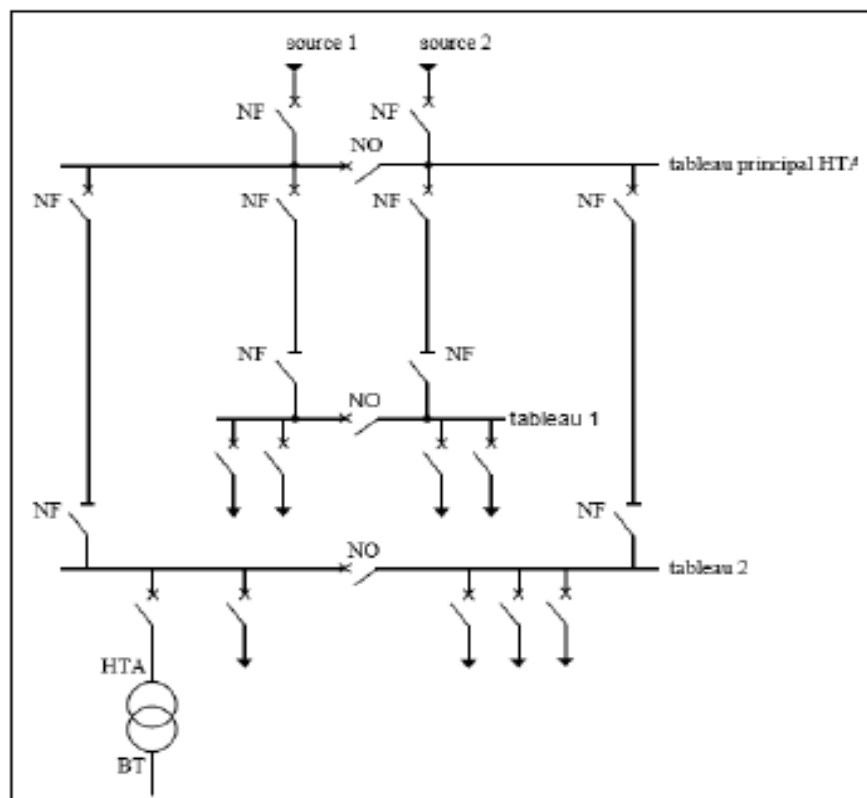 source 1 source 2
NF NF
NO
tableau principal HTA
NF NF NF NF
NF NF
NO
tableau 1
NF NF
NO
tableau 2
HTA
BT